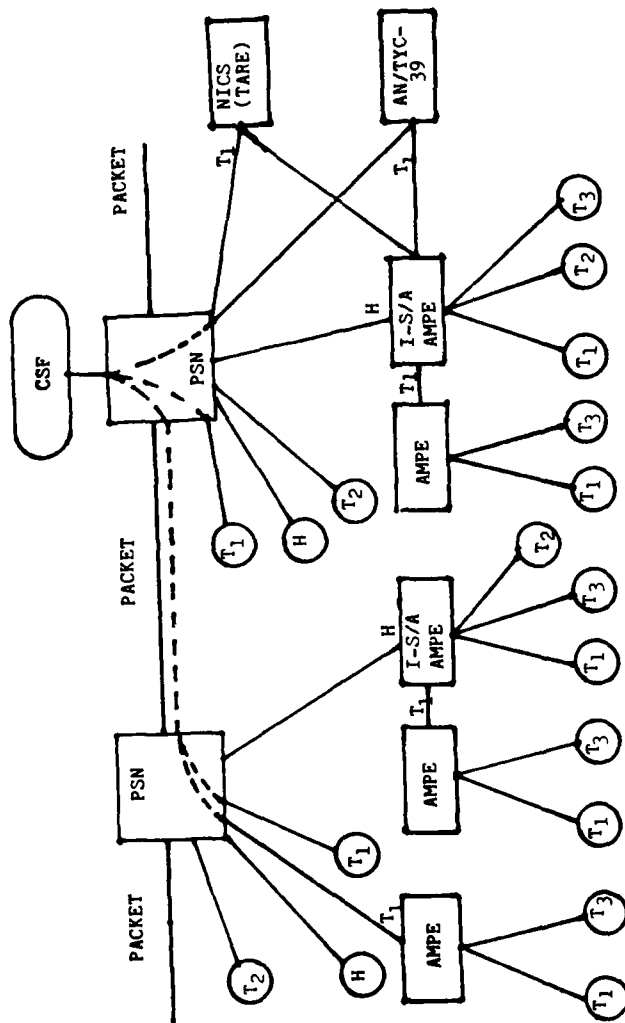 CSF
PACKET
PSN
PACKET
PSN
PACKET
NICS
(TARE)
T1
T2
H
T1
T1
H
T2
AN/TYC-
39
T1
T1
AMPE
AMPE
T1
I-S/A
AMPE
H
AMPE
T1
I-S/A
AMPE
H
T1
T3
T1
T3
T1
T3
T2
T1
T3
T1
T2
T3